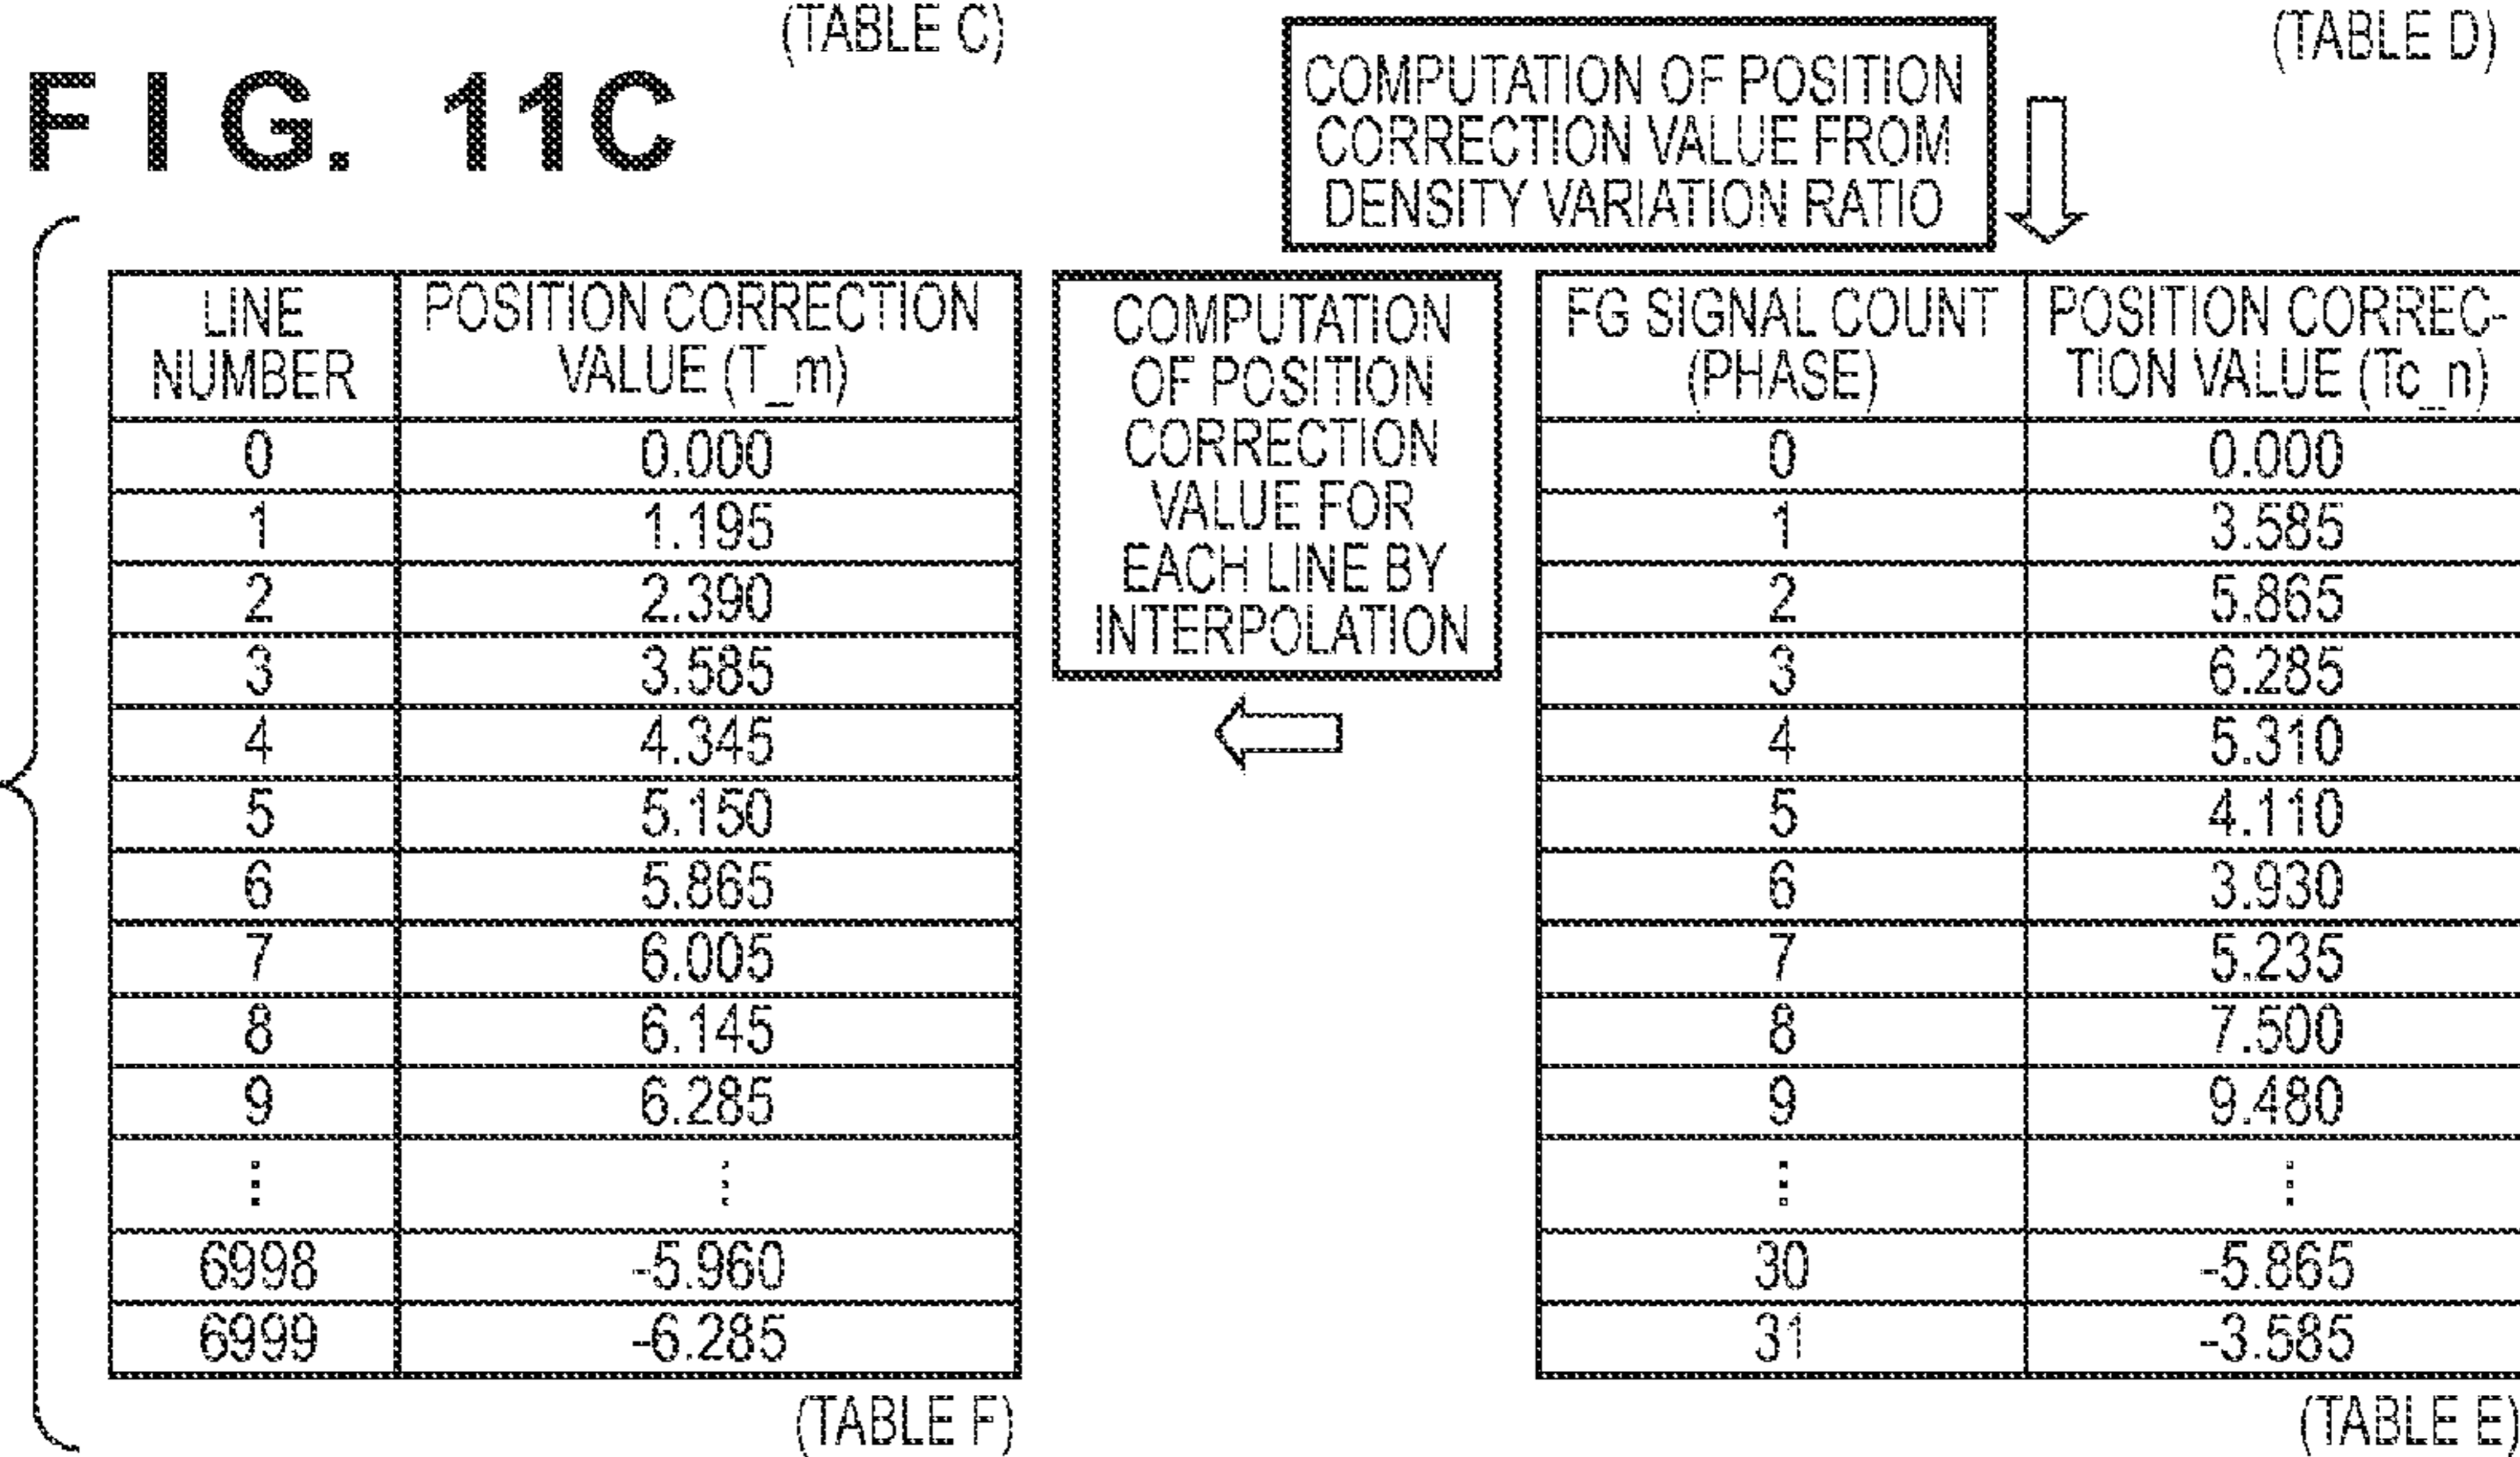 (TABLE C)
(TABLE D)
FIG. 11C
COMPUTATION OF POSITION
CORRECTION VALUE FROM
DENSITY VARIATION RATIO
LINE
NUMBER
POSITION CORRECTION
VALUE (T_m)
0 0.000
1 1.195
2 2.390
3 3.585
4 4.345
5 5.150
6 5.865
7 6.005
8 6.145
9 6.285
⋮ ⋮
6998 -5.960
6999 -6.285
(TABLE F)
COMPUTATION
OF POSITION
CORRECTION
VALUE FOR
EACH LINE BY
INTERPOLATION
FG SIGNAL COUNT
(PHASE)
POSITION CORREC-
TION VALUE (Tc_n)
0 0.000
1 3.585
2 5.865
3 6.285
4 5.310
5 4.110
6 3.930
7 5.235
8 7.500
9 9.480
⋮ ⋮
30 -5.865
31 -3.585
(TABLE E)